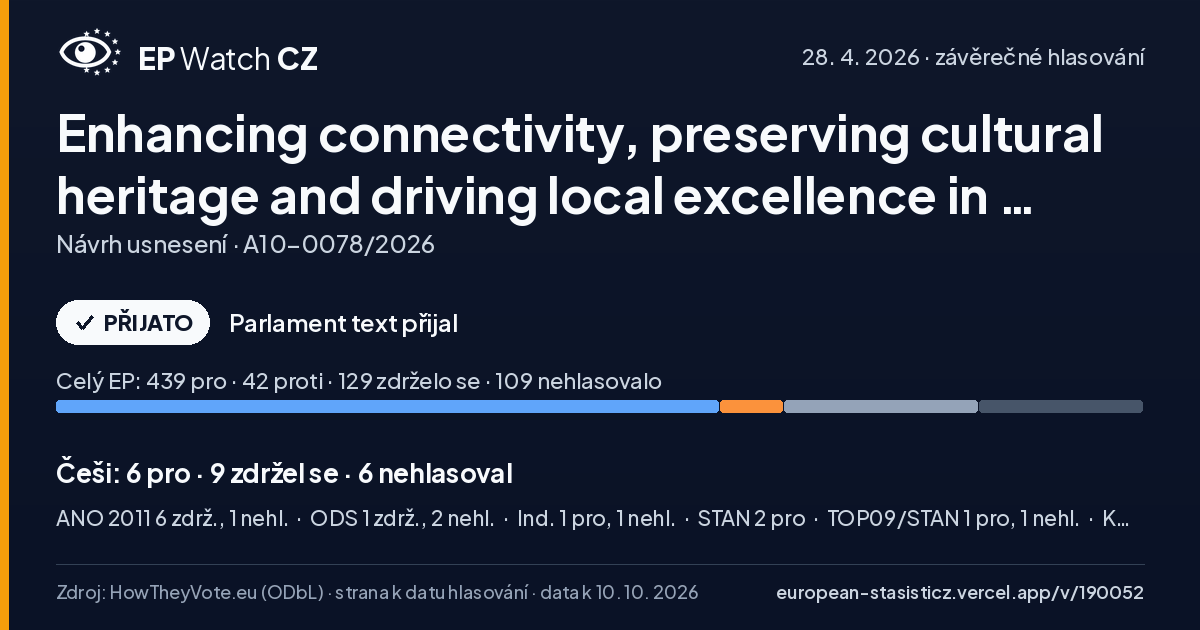 EP Watch CZ
28. 4. 2026 · závěrečné hlasování
Enhancing connectivity, preserving cultural
heritage and driving local excellence in …
Návrh usnesení · A10-0078/2026
✓ PŘIJATO
Parlament text přijal
Celý EP: 439 pro · 42 proti · 129 zdrželo se · 109 nehlasovalo
Češi: 6 pro · 9 zdržel se · 6 nehlasoval
ANO 2011 6 zdrž., 1 nehl. · ODS 1 zdrž., 2 nehl. · Ind. 1 pro, 1 nehl. · STAN 2 pro · TOP09/STAN 1 pro, 1 nehl. · K…
Zdroj: HowTheyVote.eu (ODbL) · strana k datu hlasování · data k 10. 10. 2026
european-stasisticz.vercel.app/v/190052